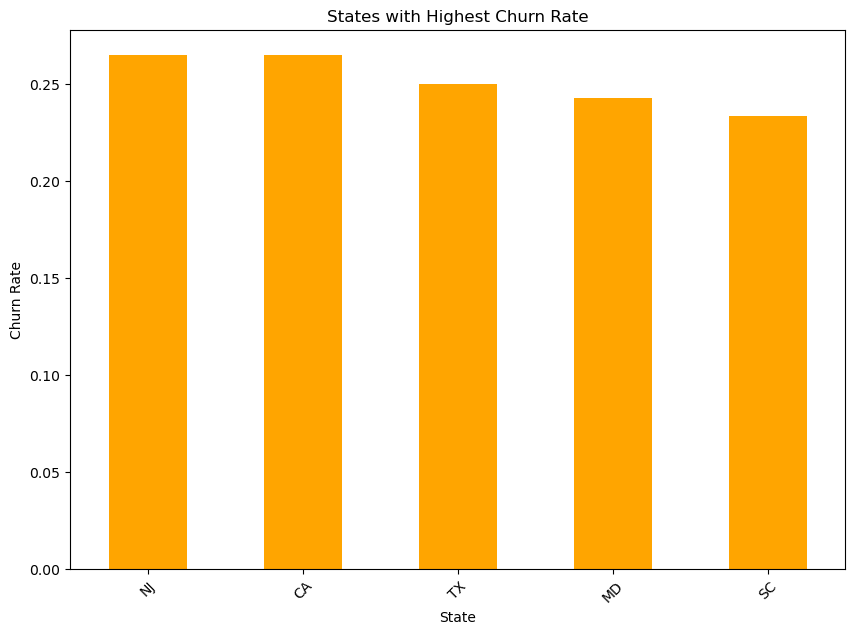 States with Highest Churn Rate
0.25
0.20
0.15
0.10
0.05
0.00
Churn Rate
NJ
CA
TX
MD
SC
State